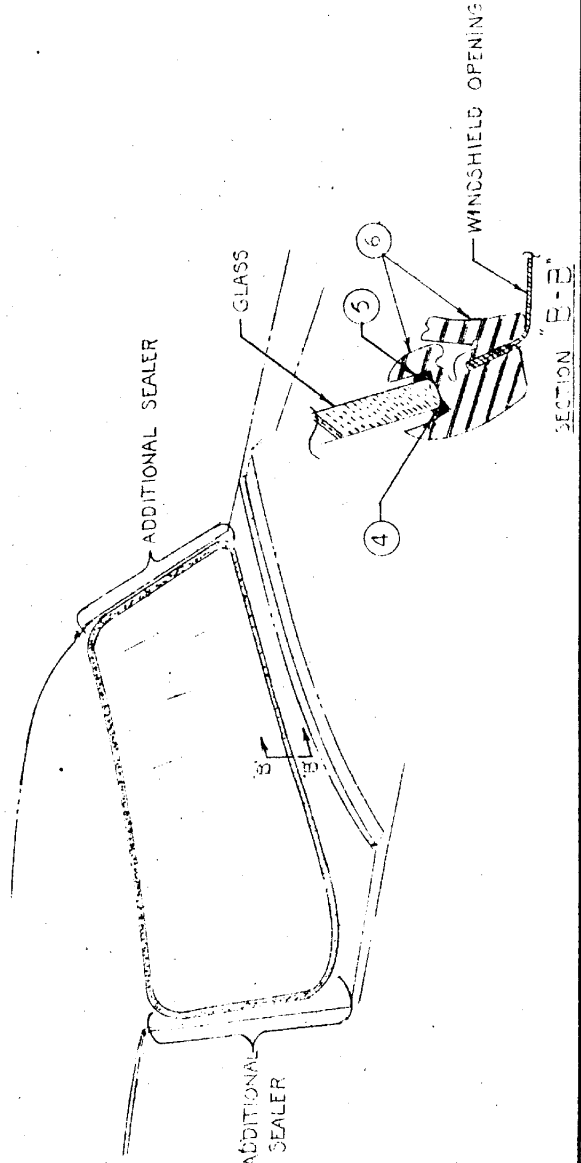 ADDITIONAL
SEALER
ADDITIONAL SEALER
GLASS
4
5
6
"B"
"B"
WINDSHIELD OPENING
SECTION "B-B"